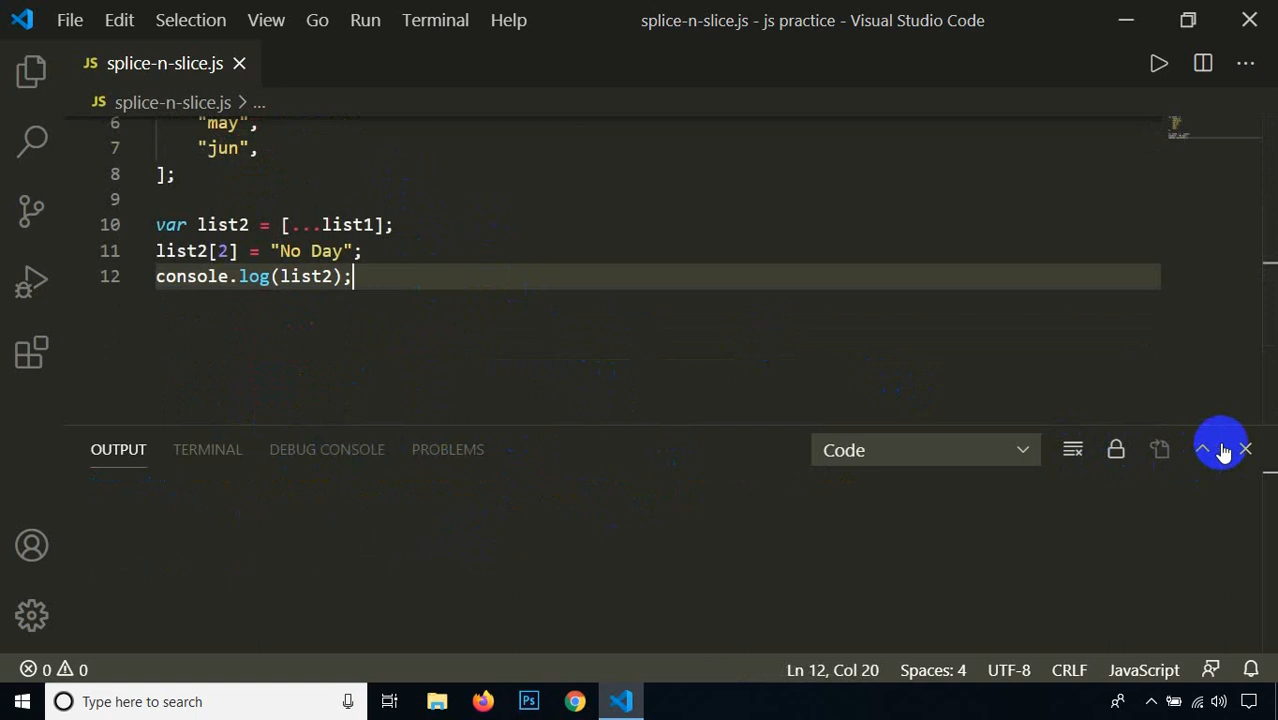 File Edit Selection View Go Run Terminal Help splice-n-slice.js - js practice - Visual Studio Code
JS splice-n-slice.js
JS splice-n-slice.js > ...
6 "may",
7 "jun",
8 ];
9
10 var list2 = [...list1];
11 list2[2] = "No Day";
12 console.log(list2);
OUTPUT TERMINAL DEBUG CONSOLE PROBLEMS Code
0 0 Ln 12, Col 20 Spaces: 4 UTF-8 CRLF JavaScript
Type here to search Ps